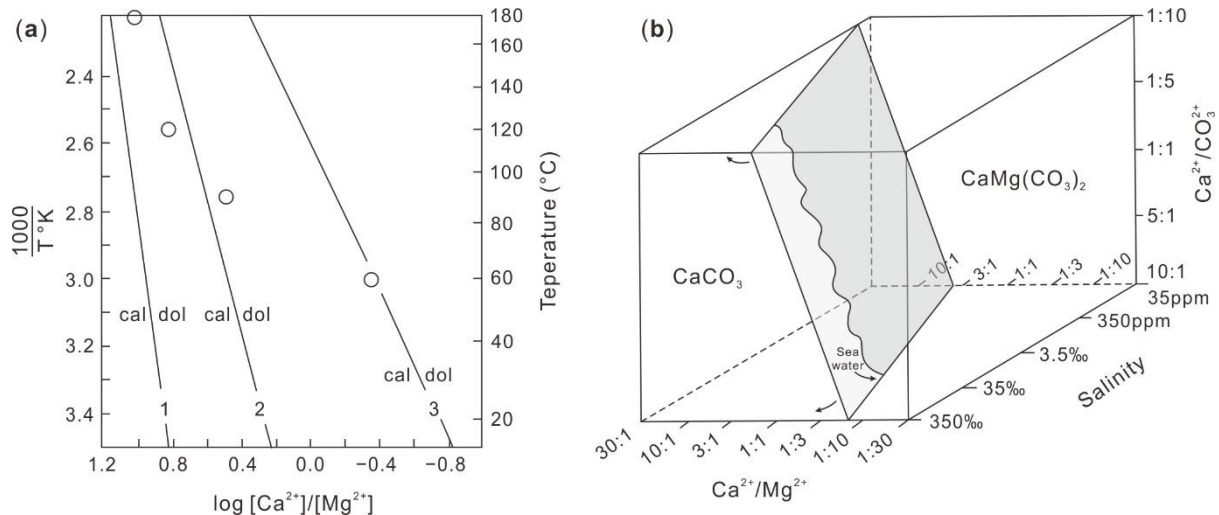 (a)
180
160
140
120
100
80
60
40
20
Teperature (°C)
2.4
2.6
2.8
3.0
3.2
3.4
1000
T °K
cal dol
cal dol
cal dol
1
2
3
1.2 0.8 0.4 0.0 −0.4 −0.8
log [Ca²⁺]/[Mg²⁺]
(b)
1:10
1:5
1:1
5:1
10:1
Ca²⁺/CO₃²⁺
CaMg(CO₃)₂
CaCO₃
10:1 3:1 1:1 1:3 1:10
35ppm
350ppm
3.5‰
35‰
350‰
Salinity
Sea
water
30:1 10:1 3:1 1:1 1:3 1:10 1:30
Ca²⁺/Mg²⁺